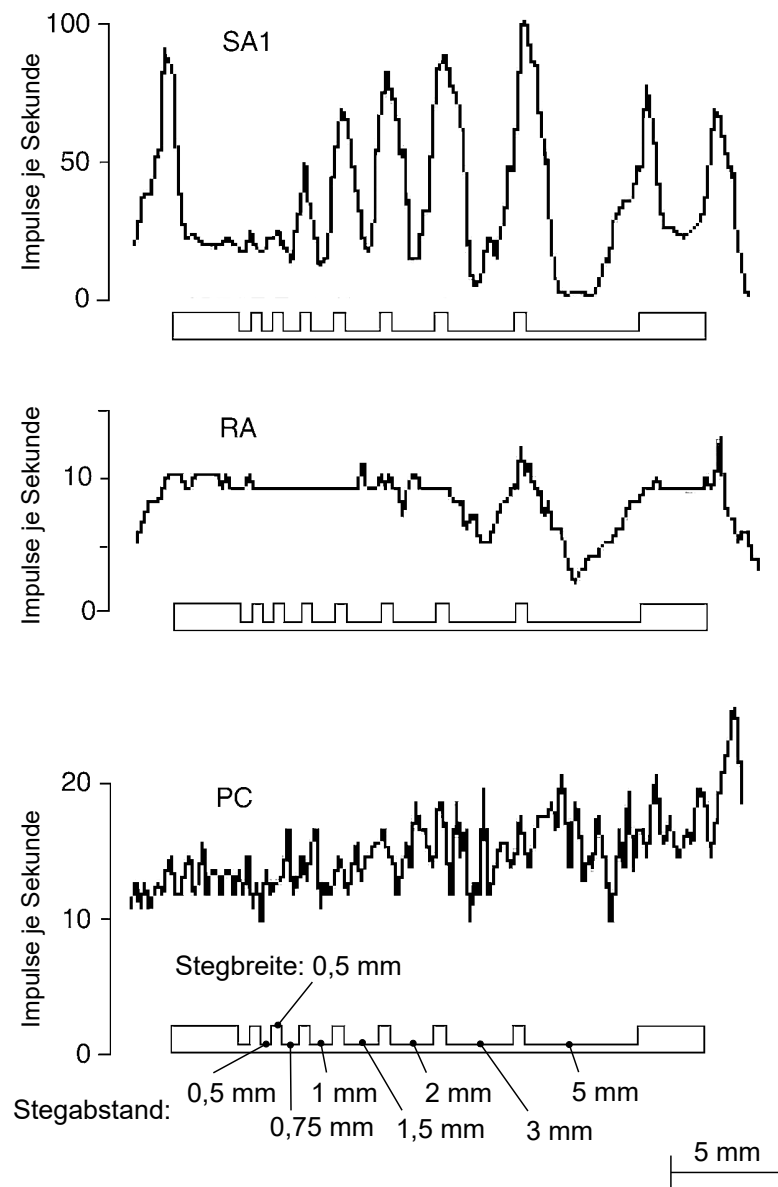 100
SA1
Impulse je Sekunde
50
0
RA
Impulse je Sekunde
10
0
20
PC
Impulse je Sekunde
10
Stegbreite: 0,5 mm
0
0,5 mm 1 mm 2 mm 5 mm
Stegabstand:
0,75 mm 1,5 mm 3 mm
5 mm